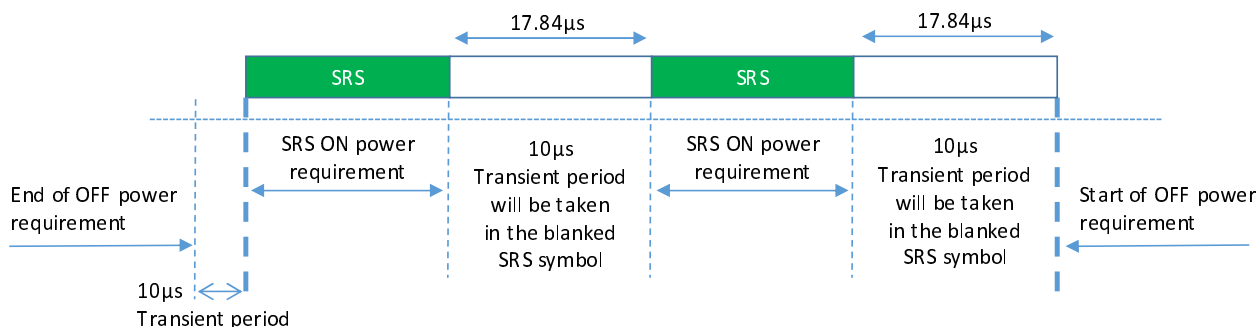 17.84µs
17.84µs
SRS
SRS
SRS ON power
requirement
10µs
Transient period
will be taken
in the blanked
SRS symbol
SRS ON power
requirement
10µs
Transient period
will be taken
in the blanked
SRS symbol
End of OFF power
requirement
Start of OFF power
requirement
10µs
Transient period